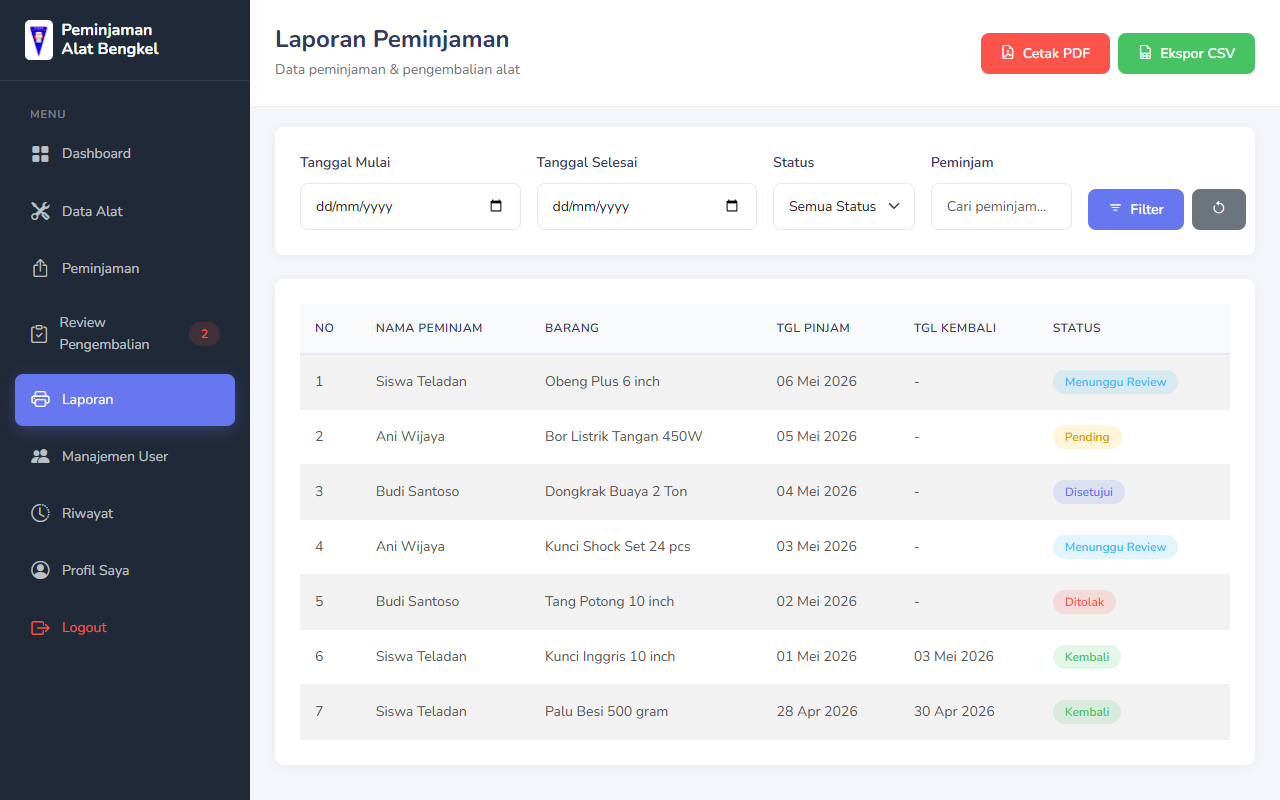 Peminjaman
Alat Bengkel
MENU
Dashboard
Data Alat
Peminjaman
Review
Pengembalian
2
Laporan
Manajemen User
Riwayat
Profil Saya
Logout
Laporan Peminjaman
Data peminjaman & pengembalian alat
Cetak PDF
Ekspor CSV
Tanggal Mulai Tanggal Selesai Status Peminjam
dd/mm/yyyy dd/mm/yyyy Semua Status Cari peminjam... Filter
NO NAMA PEMINJAM BARANG TGL PINJAM TGL KEMBALI STATUS
1 Siswa Teladan Obeng Plus 6 inch 06 Mei 2026 - Menunggu Review
2 Ani Wijaya Bor Listrik Tangan 450W 05 Mei 2026 - Pending
3 Budi Santoso Dongkrak Buaya 2 Ton 04 Mei 2026 - Disetujui
4 Ani Wijaya Kunci Shock Set 24 pcs 03 Mei 2026 - Menunggu Review
5 Budi Santoso Tang Potong 10 inch 02 Mei 2026 - Ditolak
6 Siswa Teladan Kunci Inggris 10 inch 01 Mei 2026 03 Mei 2026 Kembali
7 Siswa Teladan Palu Besi 500 gram 28 Apr 2026 30 Apr 2026 Kembali